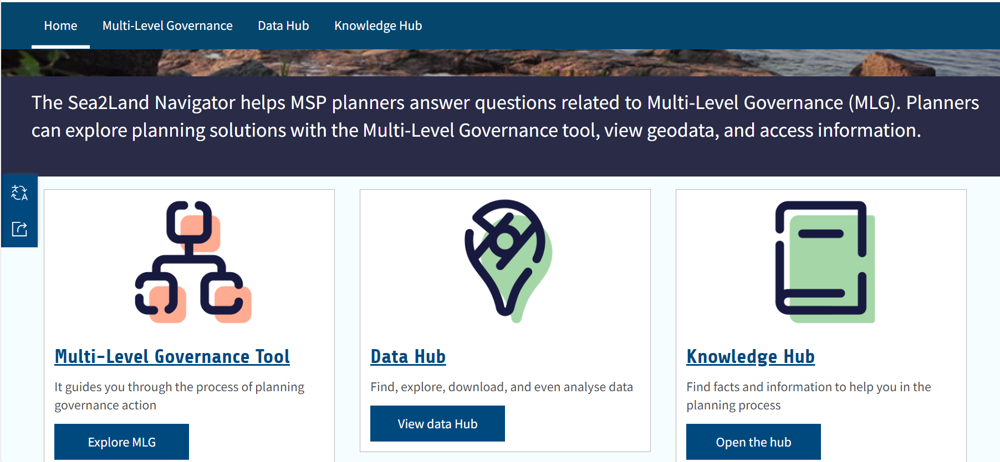 Home Multi-Level Governance Data Hub Knowledge Hub
The Sea2Land Navigator helps MSP planners answer questions related to Multi-Level Governance (MLG). Planners
can explore planning solutions with the Multi-Level Governance tool, view geodata, and access information.
Multi-Level Governance Tool
It guides you through the process of planning
governance action
Explore MLG
Data Hub
Find, explore, download, and even analyse data
View data Hub
Knowledge Hub
Find facts and information to help you in the
planning process
Open the hub